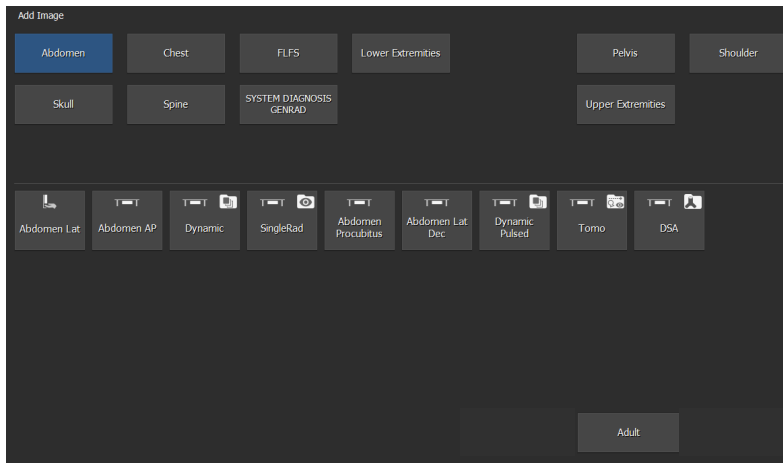 Add Image
Abdomen
Chest
FLFS
Lower Extremities
Pelvis
Shoulder
Skull
Spine
SYSTEM DIAGNOSIS
GENRAD
Upper Extremities
Abdomen Lat
Abdomen AP
Dynamic
SingleRad
Abdomen
Procubitus
Abdomen Lat
Dec
Dynamic
Pulsed
Tomo
DSA
Adult